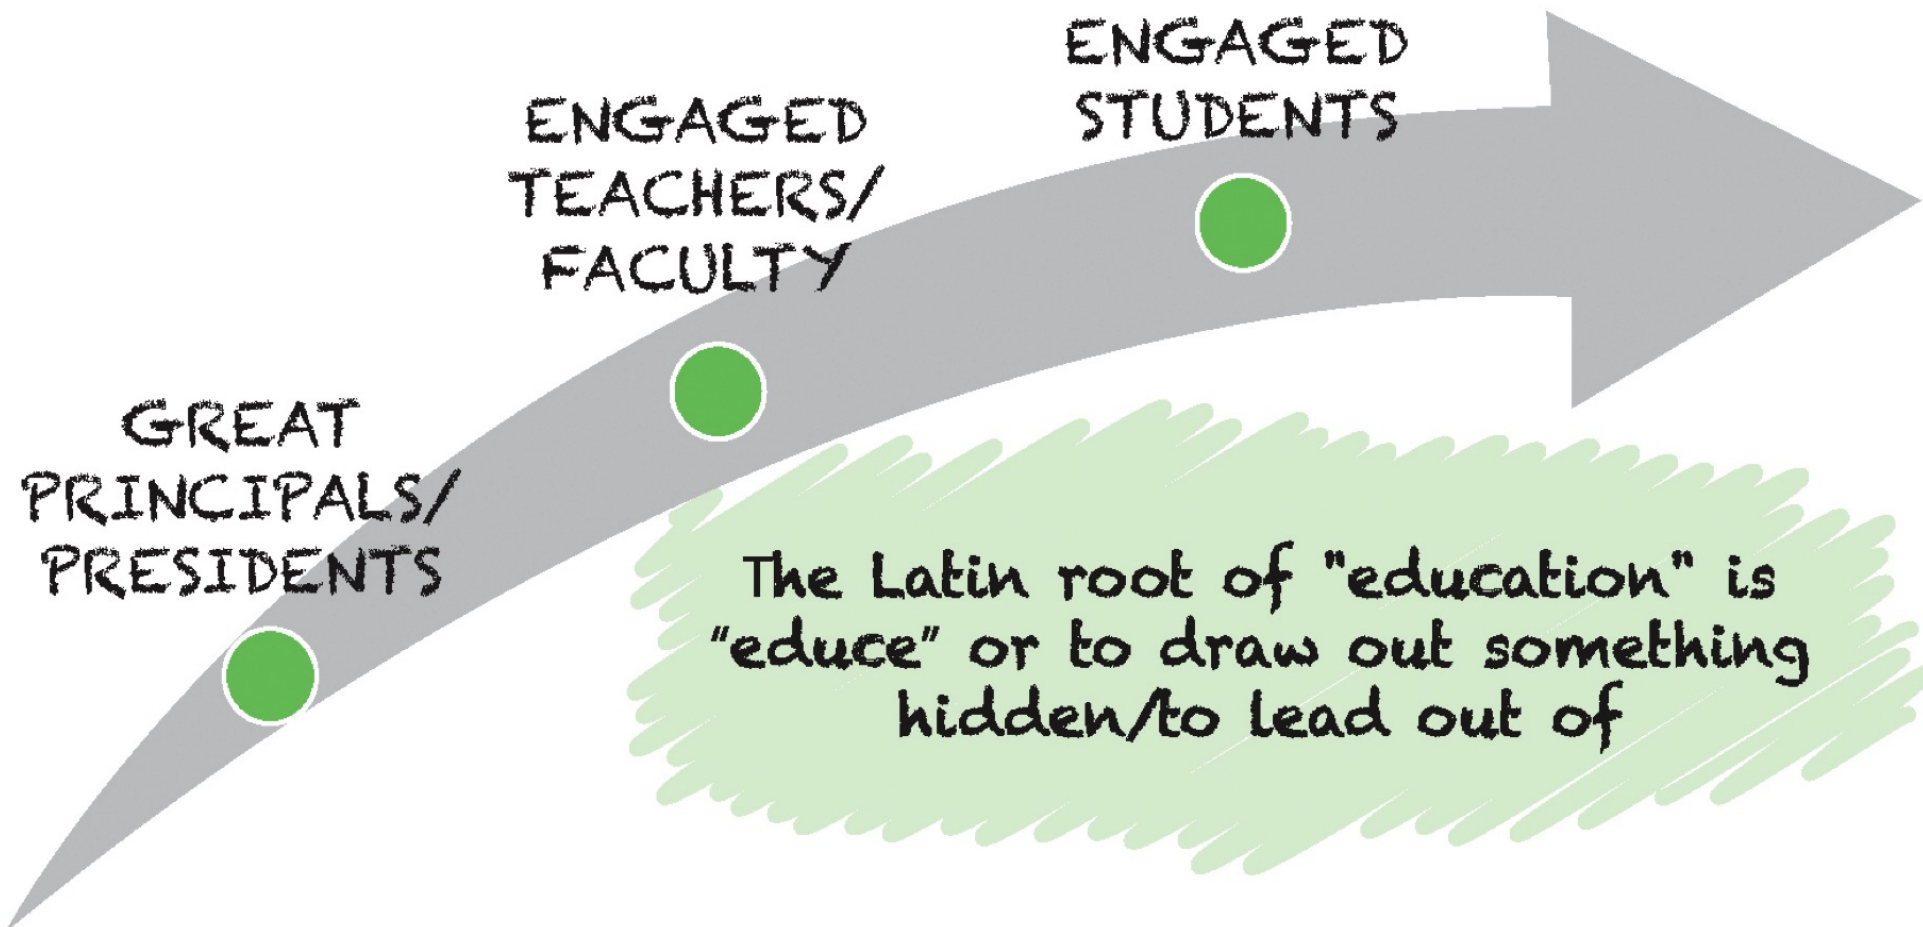 ENGAGED
STUDENTS
ENGAGED
TEACHERS/
FACULTY
GREAT
PRINCIPALS/
PRESIDENTS
The Latin root of "education" is
“educe” or to draw out something
hidden/to lead out of